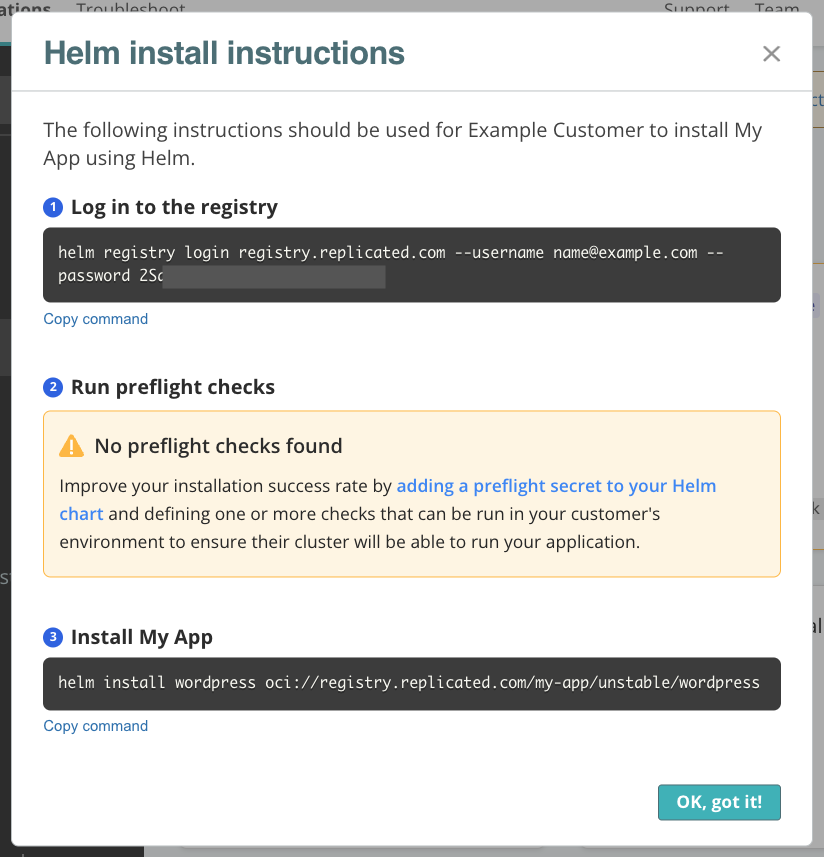 ations Troubleshoot Support Team
Helm install instructions
The following instructions should be used for Example Customer to install My
App using Helm.
1 Log in to the registry
helm registry login registry.replicated.com --username name@example.com --
password 2S
Copy command
2 Run preflight checks
No preflight checks found
Improve your installation success rate by adding a preflight secret to your Helm
chart and defining one or more checks that can be run in your customer's
environment to ensure their cluster will be able to run your application.
3 Install My App
helm install wordpress oci://registry.replicated.com/my-app/unstable/wordpress
Copy command
OK, got it!